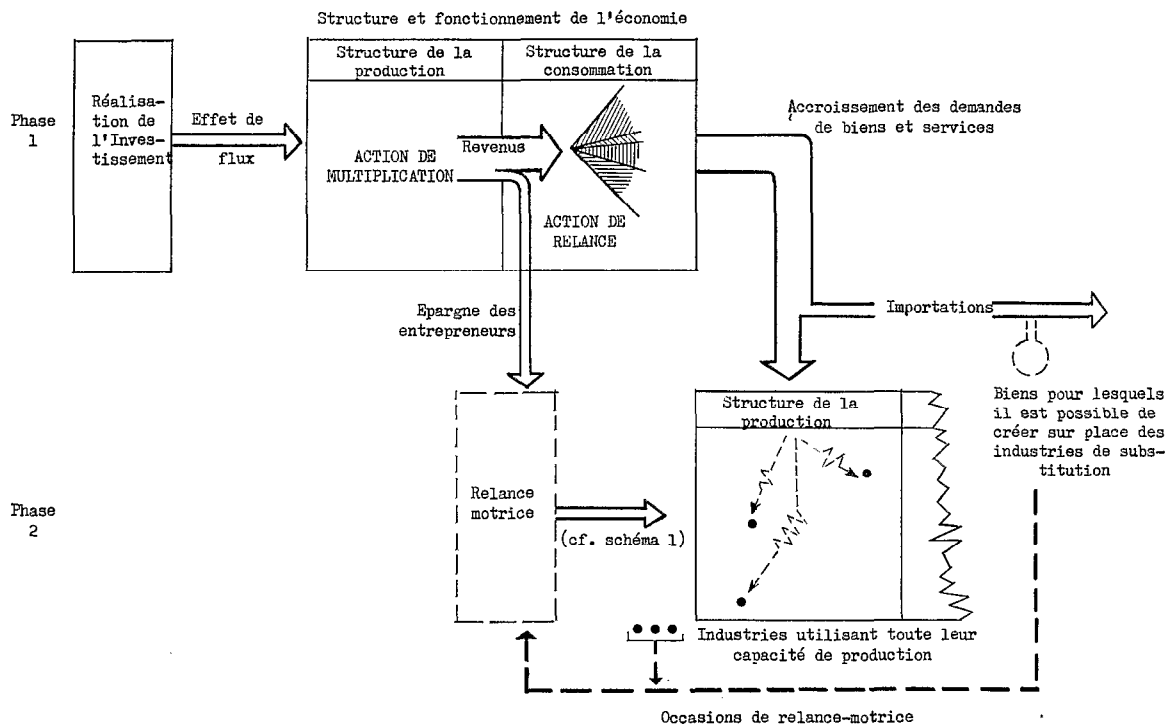 Structure et fonctionnement de l'économie
Structure de la
production
Structure de la
consommation
Phase
1
Réalisa-
tion de
l'Inves-
tissement
Effet de
flux
ACTION DE
MULTIPLICATION
Revenus
ACTION DE
RELANCE
Accroissement des demandes
de biens et services
Epargne des
entrepreneurs
Importations
Biens pour lesquels
il est possible de
créer sur place des
industries de subs-
titution
Phase
2
Relance
motrice
(cf. schéma 1)
Structure de la
production
Industries utilisant toute leur
capacité de production
Occasions de relance-motrice